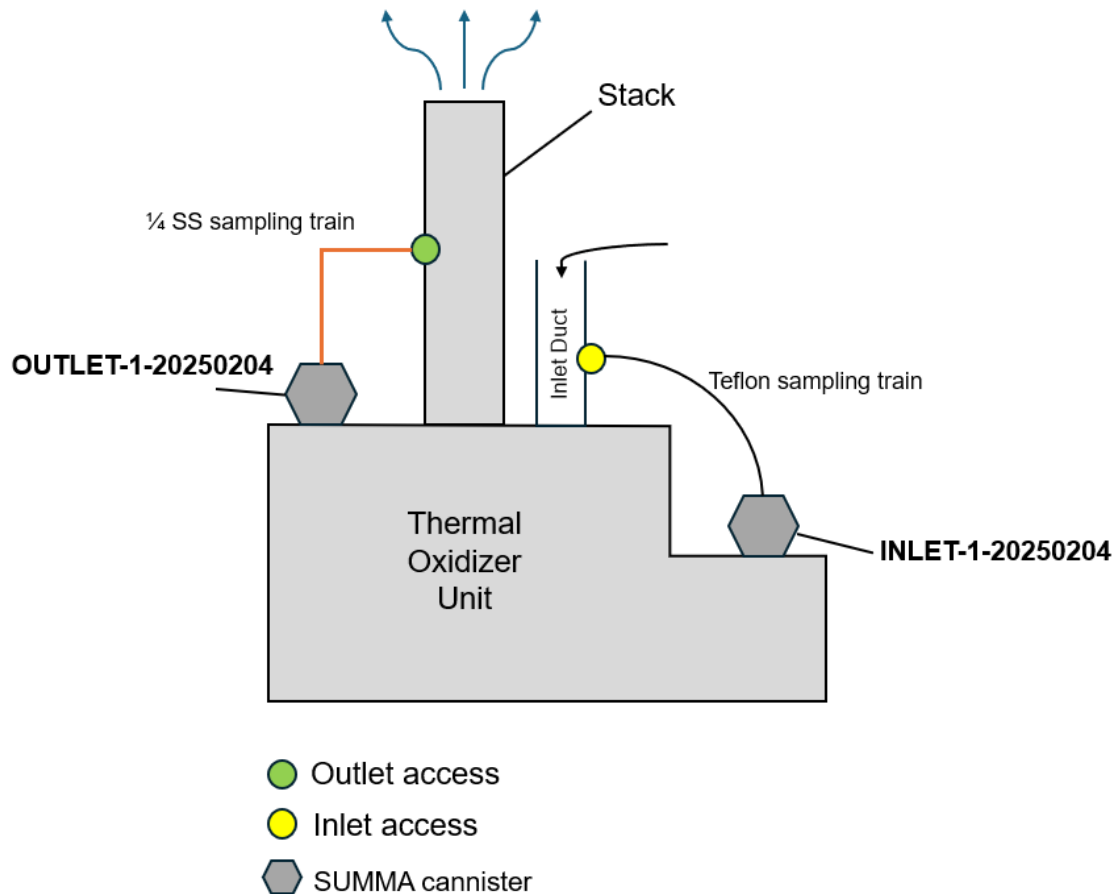 Stack
¼ SS sampling train
Inlet Duct
OUTLET-1-20250204
Teflon sampling train
Thermal
Oxidizer
Unit
INLET-1-20250204
Outlet access
Inlet access
SUMMA cannister